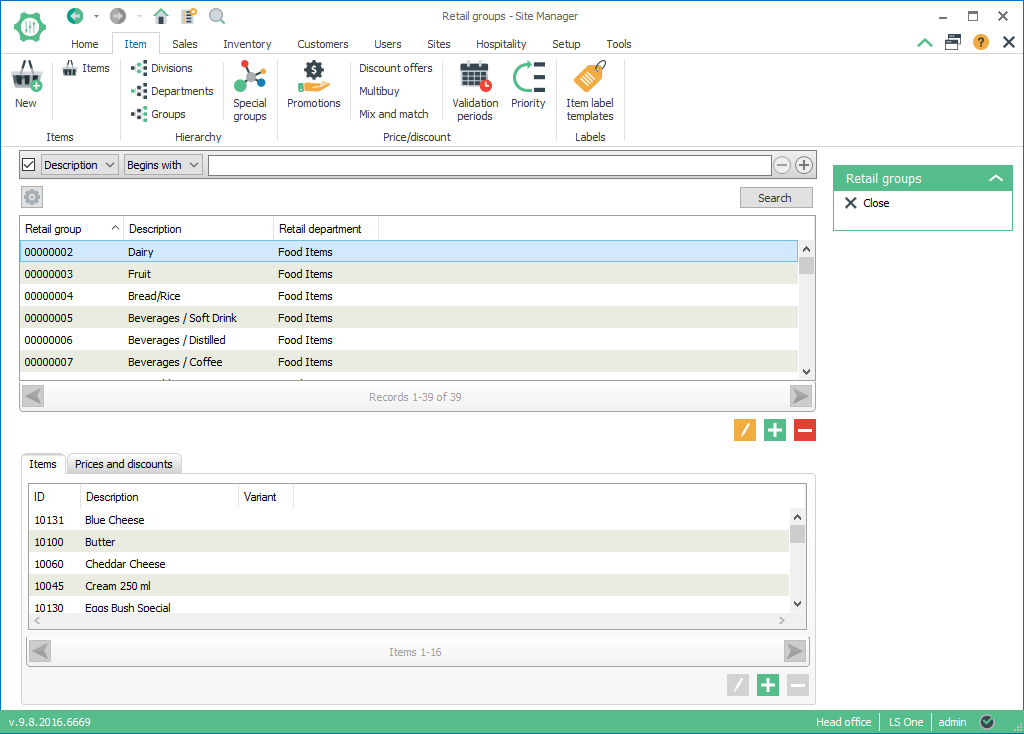 Retail groups - Site Manager
Home Item Sales Inventory Customers Users Sites Hospitality Setup Tools
New
Items
Items
Divisions
Departments
Groups
Special groups
Hierarchy
Promotions
Discount offers
Multibuy
Mix and match
Validation periods
Priority
Price/discount
Item label templates
Labels
Description Begins with
Search
Retail group Description Retail department
00000002 Dairy Food Items
00000003 Fruit Food Items
00000004 Bread/Rice Food Items
00000005 Beverages / Soft Drink Food Items
00000006 Beverages / Distilled Food Items
00000007 Beverages / Coffee Food Items
Records 1-39 of 39
Items Prices and discounts
ID Description Variant
10131 Blue Cheese
10100 Butter
10060 Cheddar Cheese
10045 Cream 250 ml
10130 Eggs Bush Special
Items 1-16
Retail groups
Close
v.9.8.2016.6669
Head office LS One admin